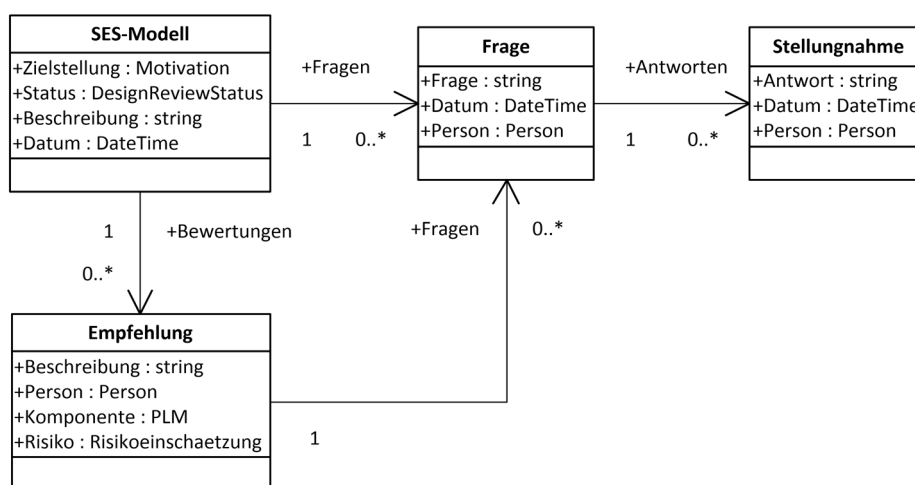 SES-Modell
+Zielstellung : Motivation
+Status : DesignReviewStatus
+Beschreibung : string
+Datum : DateTime
+Fragen
1
0..*
Frage
+Frage : string
+Datum : DateTime
+Person : Person
+Antworten
1
0..*
Stellungnahme
+Antwort : string
+Datum : DateTime
+Person : Person
1
+Bewertungen
0..*
+Fragen
0..*
Empfehlung
+Beschreibung : string
+Person : Person
+Komponente : PLM
+Risiko : Risikoeinschaetzung
1